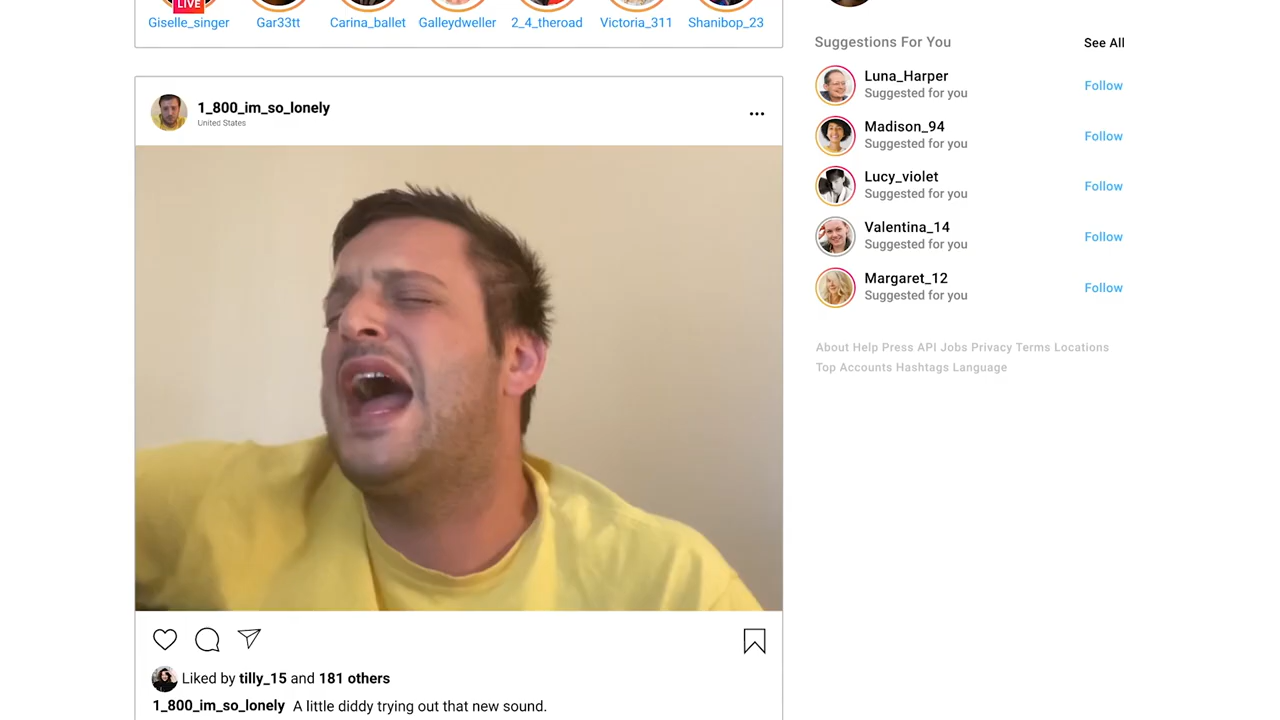 LIVE
Giselle_singer Gar33tt Carina_ballet Galleydweller 2_4_theroad Victoria_311 Shanibop_23
1_800_im_so_lonely
United States
Liked by tilly_15 and 181 others
1_800_im_so_lonely A little diddy trying out that new sound.
Suggestions For You See All
Luna_Harper
Suggested for you Follow
Madison_94
Suggested for you Follow
Lucy_violet
Suggested for you Follow
Valentina_14
Suggested for you Follow
Margaret_12
Suggested for you Follow
About Help Press API Jobs Privacy Terms Locations
Top Accounts Hashtags Language